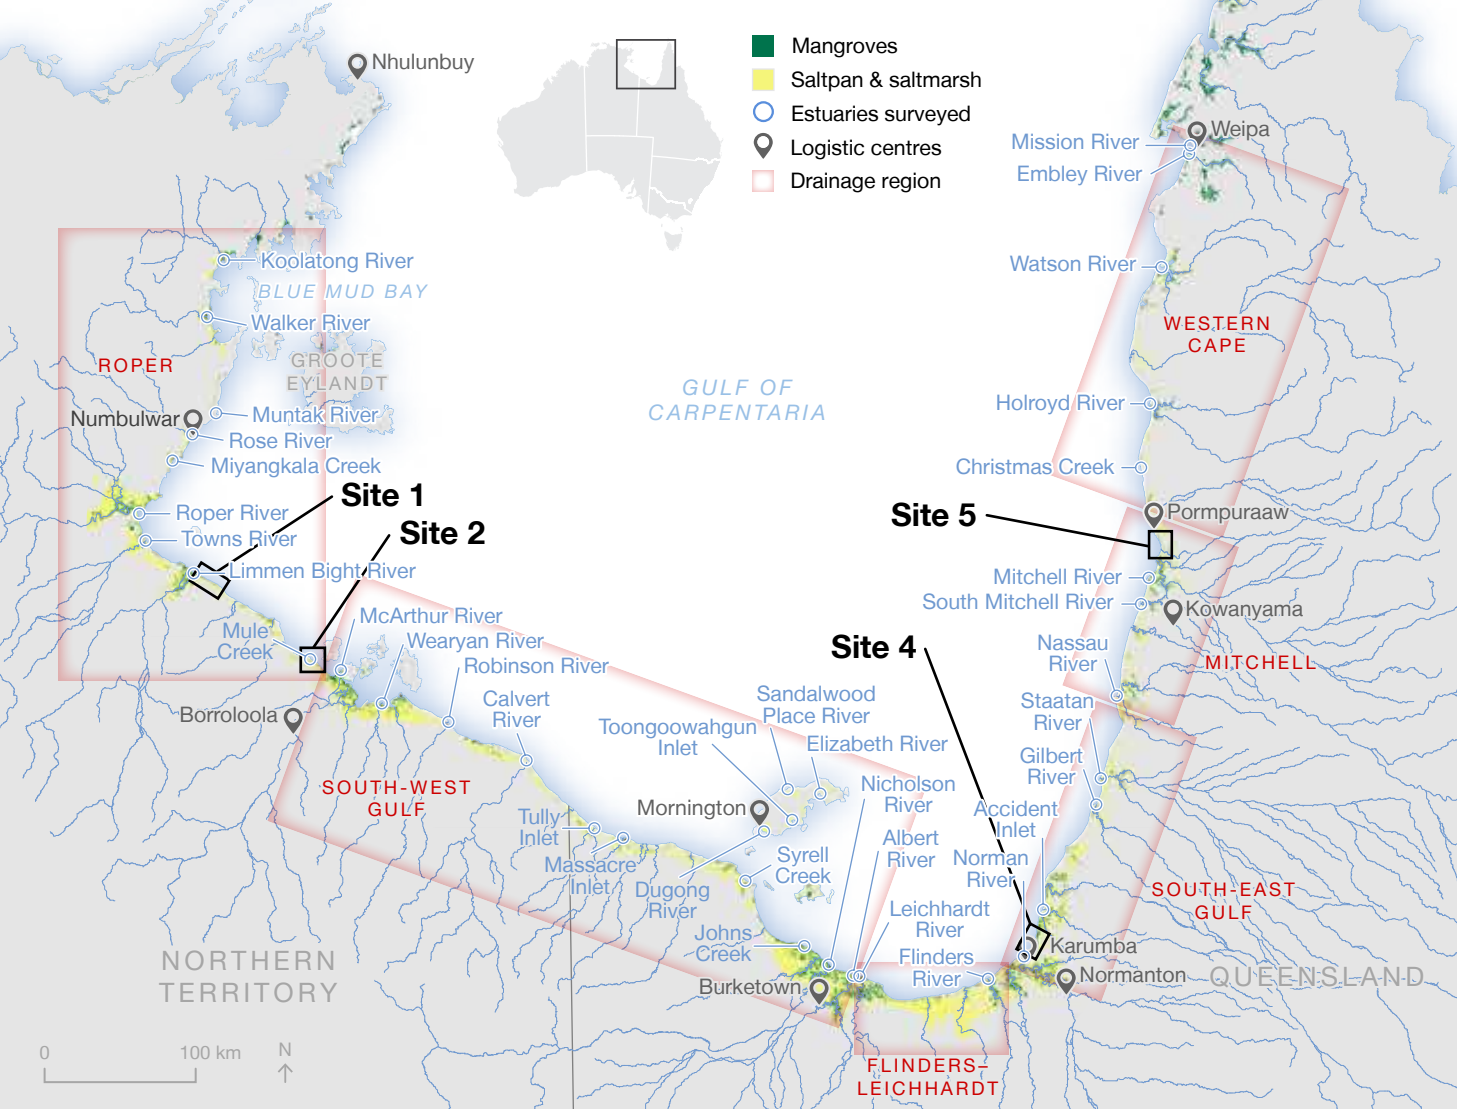 Nhulunbuy
Mangroves
Saltpan & saltmarsh
Estuaries surveyed
Logistic centres
Drainage region
Weipa
Mission River
Embley River
Koolatong River
BLUE MUD BAY
Walker River
GROOTE
EYLANDT
ROPER
Numbulwar
Muntak River
Rose River
Miyangkala Creek
Site 1
Roper River
Site 2
Towns River
Limmen Bight River
Mule
Creek
McArthur River
Wearyan River
Robinson River
Calvert
River
Borroloola
SOUTH-WEST
GULF
GULF OF
CARPENTARIA
Watson River
WESTERN
CAPE
Holroyd River
Christmas Creek
Site 5
Pormpuraaw
Mitchell River
South Mitchell River
Kowanyama
Site 4
Nassau
River
MITCHELL
Staatan
River
Gilbert
River
Sandalwood
Place River
Toongoowahgun
Inlet
Elizabeth River
Nicholson
River
Mornington
Accident
Inlet
Tully
Inlet
Massacre
Inlet
Dugong
River
Syrell
Creek
Albert
River
Norman
River
SOUTH-EAST
GULF
Leichhardt
River
Johns
Creek
Flinders
River
Karumba
Burketown
Normanton
NORTHERN
TERRITORY
QUEENSLAND
0
100 km
N
FLINDERS–
LEICHHARDT